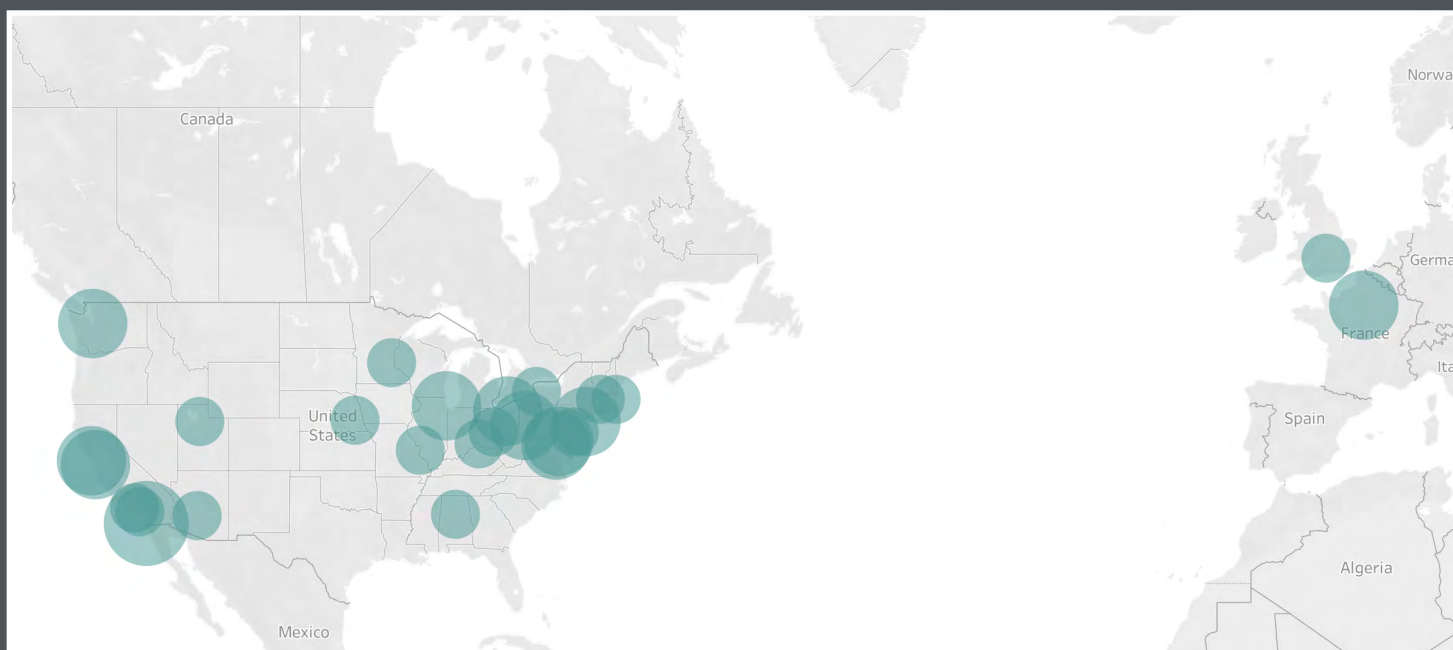 Norwa
Canada
Germa
France
Ita
United
States
Spain
Algeria
Mexico